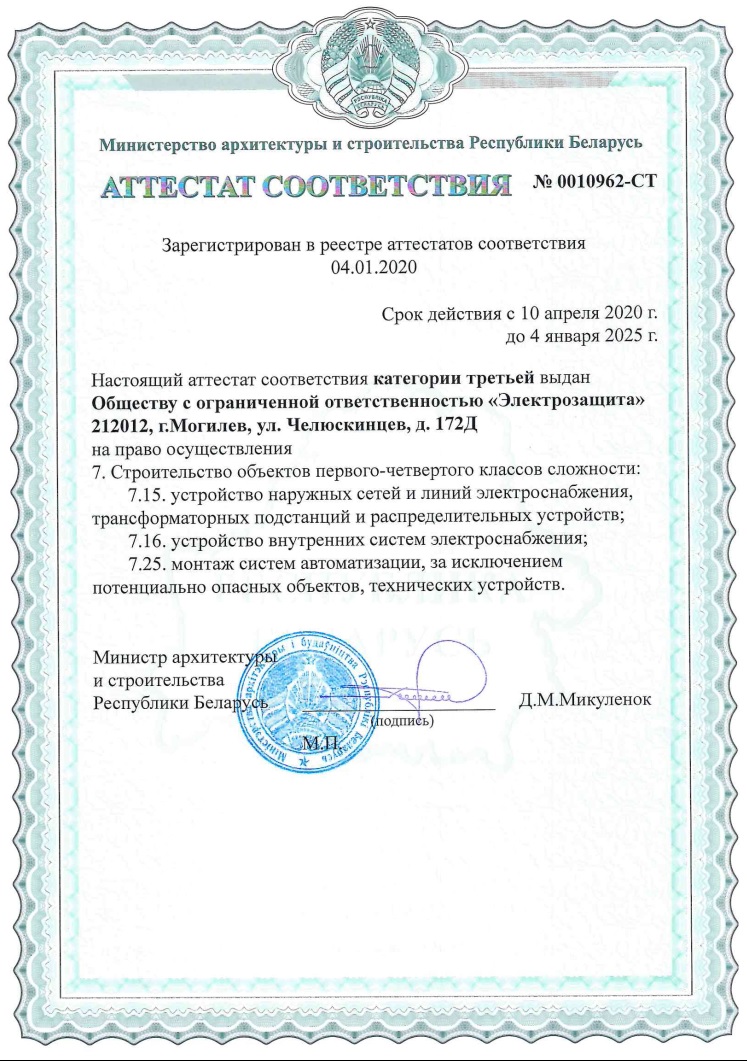 РЭСПУБЛІКА
БЕЛАРУСЬ
Министерство архитектуры и строительства Республики Беларусь
АТТЕСТАТ СООТВЕТСТВИЯ № 0010962-СТ
Зарегистрирован в реестре аттестатов соответствия
04.01.2020
Срок действия с 10 апреля 2020 г.
до 4 января 2025 г.
Настоящий аттестат соответствия категории третьей выдан
Обществу с ограниченной ответственностью «Электрозащита»
212012, г.Могилев, ул. Челюскинцев, д. 172Д
на право осуществления
7. Строительство объектов первого-четвертого классов сложности:
7.15. устройство наружных сетей и линий электроснабжения,
трансформаторных подстанций и распределительных устройств;
7.16. устройство внутренних систем электроснабжения;
7.25. монтаж систем автоматизации, за исключением
потенциально опасных объектов, технических устройств.
Министр архитектуры
и строительства
Республики Беларусь Д.М.Микуленок
(подпись)
М.П.
Міністэрства архітэктуры і будаўніцтва Рэспублікі Беларусь